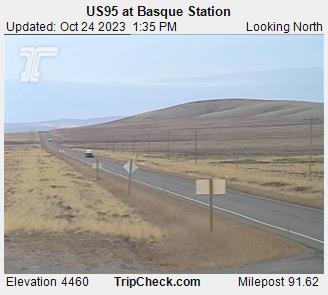 US95 at Basque Station
Updated: Oct 24 2023 1:35 PM Looking North
Elevation 4460 TripCheck.com Milepost 91.62